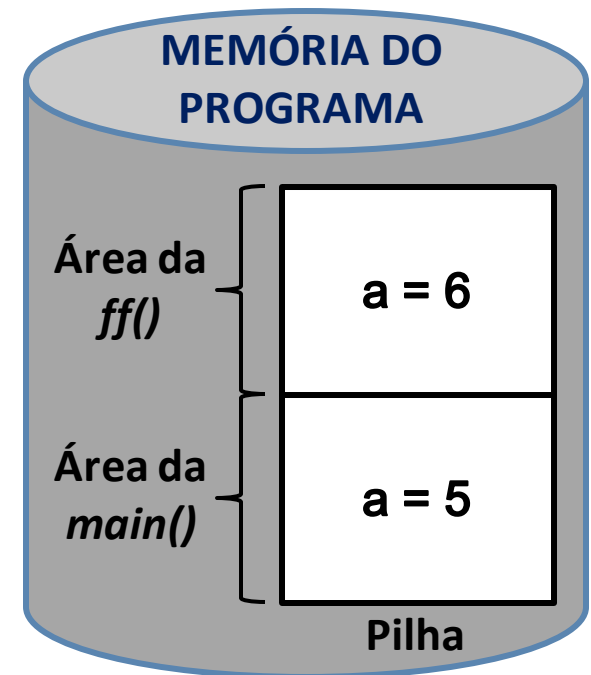 MEMÓRIA DO
PROGRAMA
Área da
ff()
a = 6
Área da
main()
a = 5
Pilha